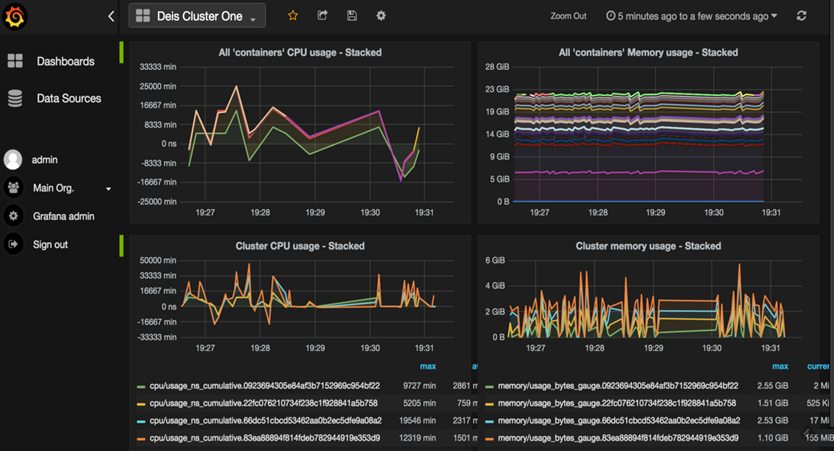 Deis Cluster One
Zoom Out
5 minutes ago to a few seconds ago
Dashboards
Data Sources
admin
Main Org.
Grafana admin
Sign out
All 'containers' CPU usage - Stacked
33333 min
25000 min
16667 min
8333 min
0 ns
-8333 min
-16667 min
-25000 min
19:27 19:28 19:29 19:30 19:31
All 'containers' Memory usage - Stacked
28 GiB
23 GiB
19 GiB
14 GiB
9 GiB
5 GiB
0 B
19:27 19:28 19:29 19:30 19:31
Cluster CPU usage - Stacked
50000 min
33333 min
16667 min
0 ns
-16667 min
-33333 min
19:27 19:28 19:29 19:30 19:31
max
cpu/usage_ns_cumulative.0923694305e84af3b7152969c954bf22 9727 min 2861 m
cpu/usage_ns_cumulative.22fc076210734f238c1f928841a5b758 5205 min 759 m
cpu/usage_ns_cumulative.66dc51cbcd53462aa0b2ec5dfe9a08a2 19546 min 2317 m
cpu/usage_ns_cumulative.83ea88894f814fdeb782944919e353d9 12319 min 1501 m
Cluster memory usage - Stacked
6 GiB
4 GiB
2 GiB
0 B
19:27 19:28 19:29 19:30 19:31
max curre
memory/usage_bytes_gauge.0923694305e84af3b7152969c954bf22 2.55 GiB 2 Mi
memory/usage_bytes_gauge.22fc076210734f238c1f928841a5b758 1.51 GiB 525 Ki
memory/usage_bytes_gauge.66dc51cbcd53462aa0b2ec5dfe9a08a2 2.53 GiB 17 Mi
memory/usage_bytes_gauge.83ea88894f814fdeb782944919e353d9 1.10 GiB 155 MiB